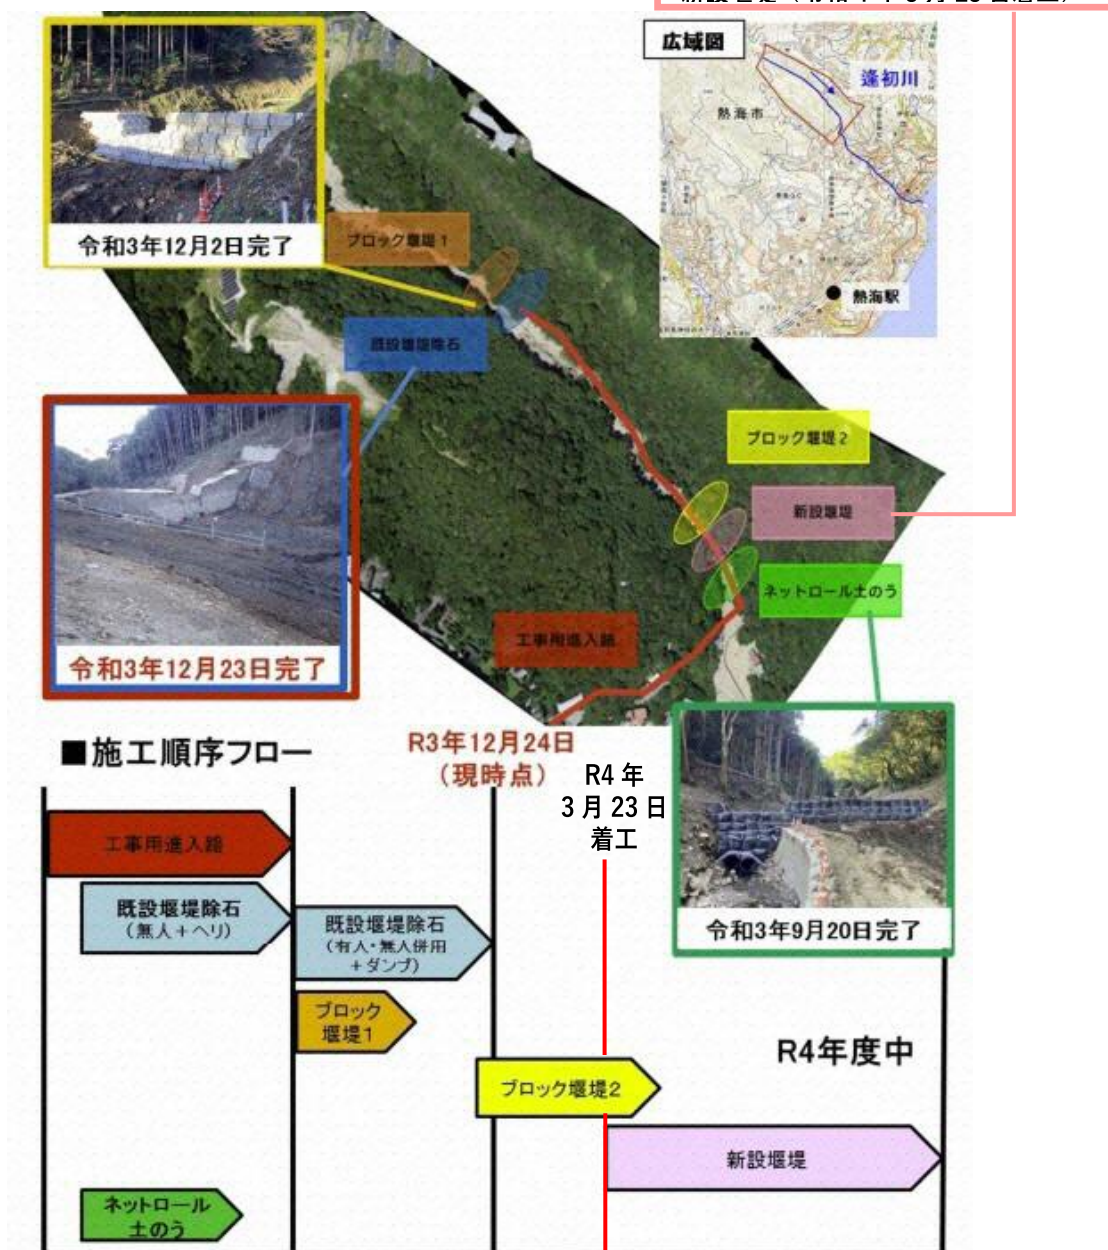 広域図
逢初川
熱海市
熱海駅
令和3年12月2日完了
ブロック堰堤1
既設堰堤除石
ブロック堰堤2
新設堰堤
ネットロール土のう
工事用進入路
令和3年12月23日完了
■施工順序フロー
R3年12月24日
(現時点)
R4年
3月23日
着工
令和3年9月20日完了
工事用進入路
既設堰堤除石
(無人+ヘリ)
既設堰堤除石
(有人・無人併用
+ダンプ)
ブロック
堰堤1
R4年度中
ブロック堰堤2
新設堰堤
ネットロール
土のう